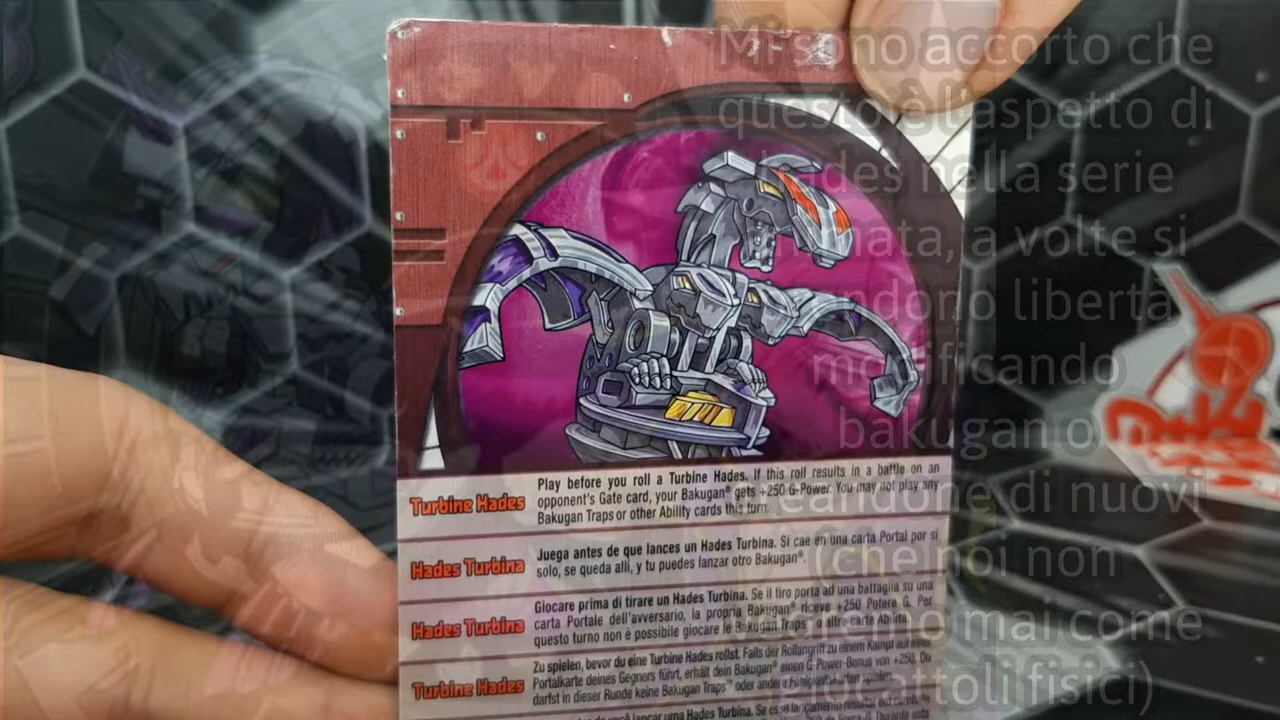 Mi sono accorto che
questo è l'aspetto di
hades nella serie
a volte si
libertà
modificando
bakugan o
creandone di nuovi
(che noi non
mai come
giocattoli fisici)
Turbine Hades
Play before you roll a Turbine Hades. If this roll results in a battle on an
opponent's Gate card, your Bakugan® gets +250 G-Power. You may not play any
Bakugan Traps or other Ability cards this turn.
Hades Turbina
Juega antes de que lances un Hades Turbina. Si cae en una carta Portal por sí
solo, se queda allí, y tu puedes lanzar otro Bakugan®.
Hades Turbina
Giocare prima di tirare un Hades Turbina. Se il tiro porta ad una battaglia su una
carta Portale dell'avversario, la propria Bakugan® riceve +250 Potere G. Per
questo turno non è possibile giocare le Bakugan Traps™ o altre carte Abilità.
Turbine Hades
Zu spielen, bevor du eine Turbine Hades rollst. Falls der Rollangriff zu einem Kampf auf einer
Portalkarte deines Gegners führt, erhält dein Bakugan® einen G-Power-Bonus von +250. Du
darfst in dieser Runde keine Bakugan Traps™ oder andere Fähigkeitskarten spielen.
lançar uma Hades Turbina. Se